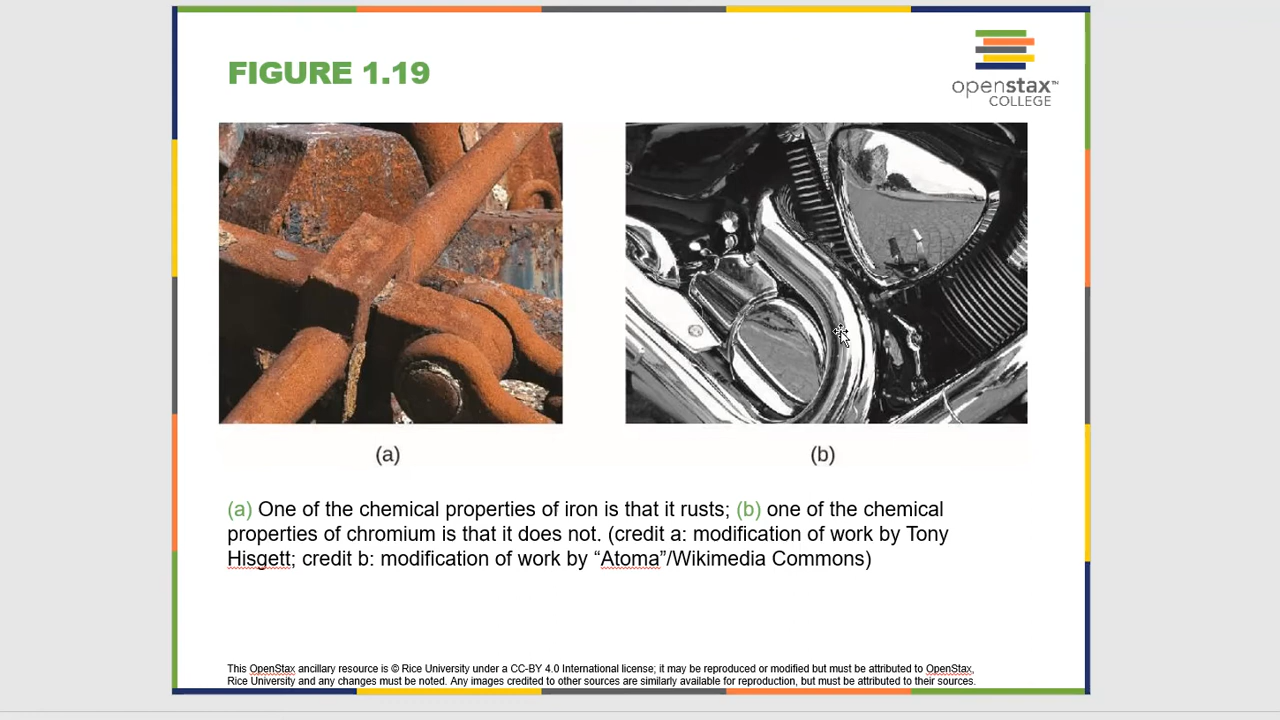 FIGURE 1.19
openstax™
COLLEGE
(a)
(b)
(a) One of the chemical properties of iron is that it rusts; (b) one of the chemical
properties of chromium is that it does not. (credit a: modification of work by Tony
Hisgett; credit b: modification of work by “Atoma”/Wikimedia Commons)
This OpenStax ancillary resource is © Rice University under a CC-BY 4.0 International license; it may be reproduced or modified but must be attributed to OpenStax,
Rice University and any changes must be noted. Any images credited to other sources are similarly available for reproduction, but must be attributed to their sources.